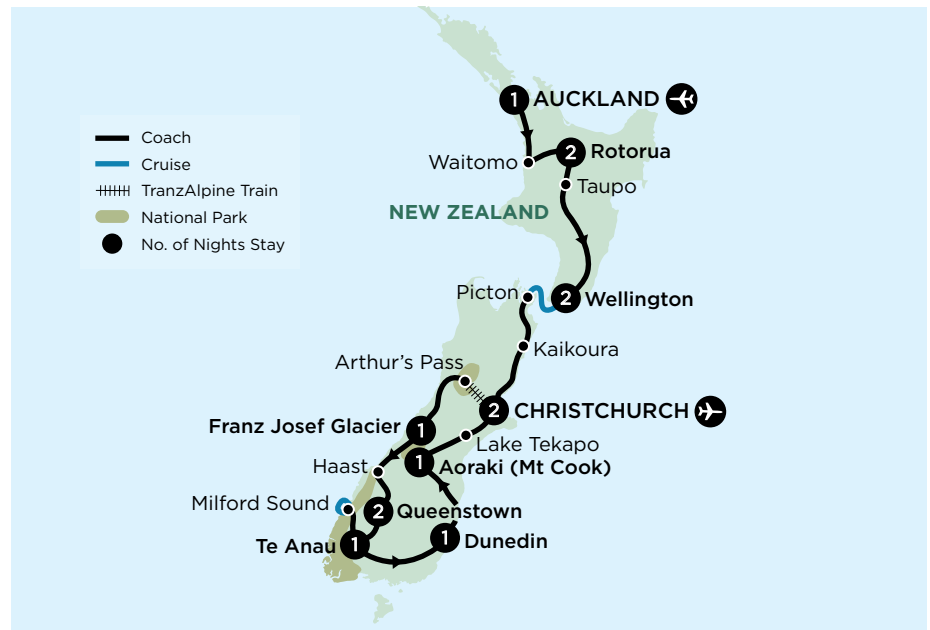 1 AUCKLAND
Coach
Cruise
TranzAlpine Train
National Park
No. of Nights Stay
Waitomo
2 Rotorua
Taupo
NEW ZEALAND
Picton
2 Wellington
Kaikoura
Arthur's Pass
2 CHRISTCHURCH
Franz Josef Glacier 1
Lake Tekapo
Haast
1 Aoraki (Mt Cook)
Milford Sound
2 Queenstown
Te Anau 1
1 Dunedin